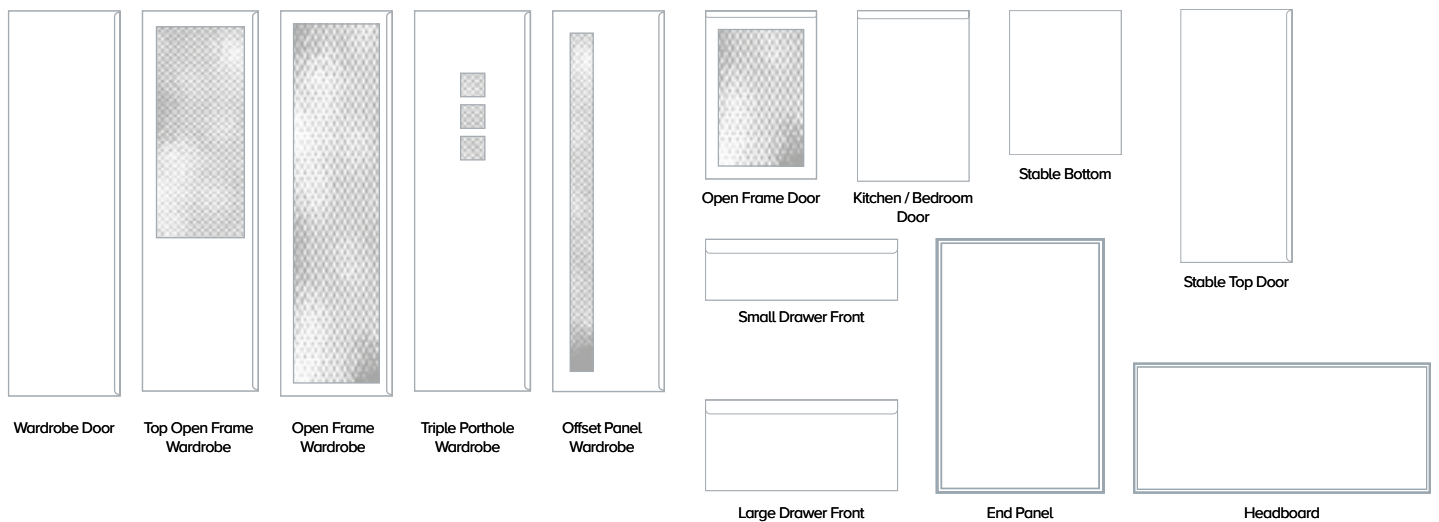 Wardrobe Door
Top Open Frame
Wardrobe
Open Frame
Wardrobe
Triple Porthole
Wardrobe
Offset Panel
Wardrobe
Open Frame Door
Kitchen / Bedroom
Door
Stable Bottom
Stable Top Door
Small Drawer Front
Large Drawer Front
End Panel
Headboard